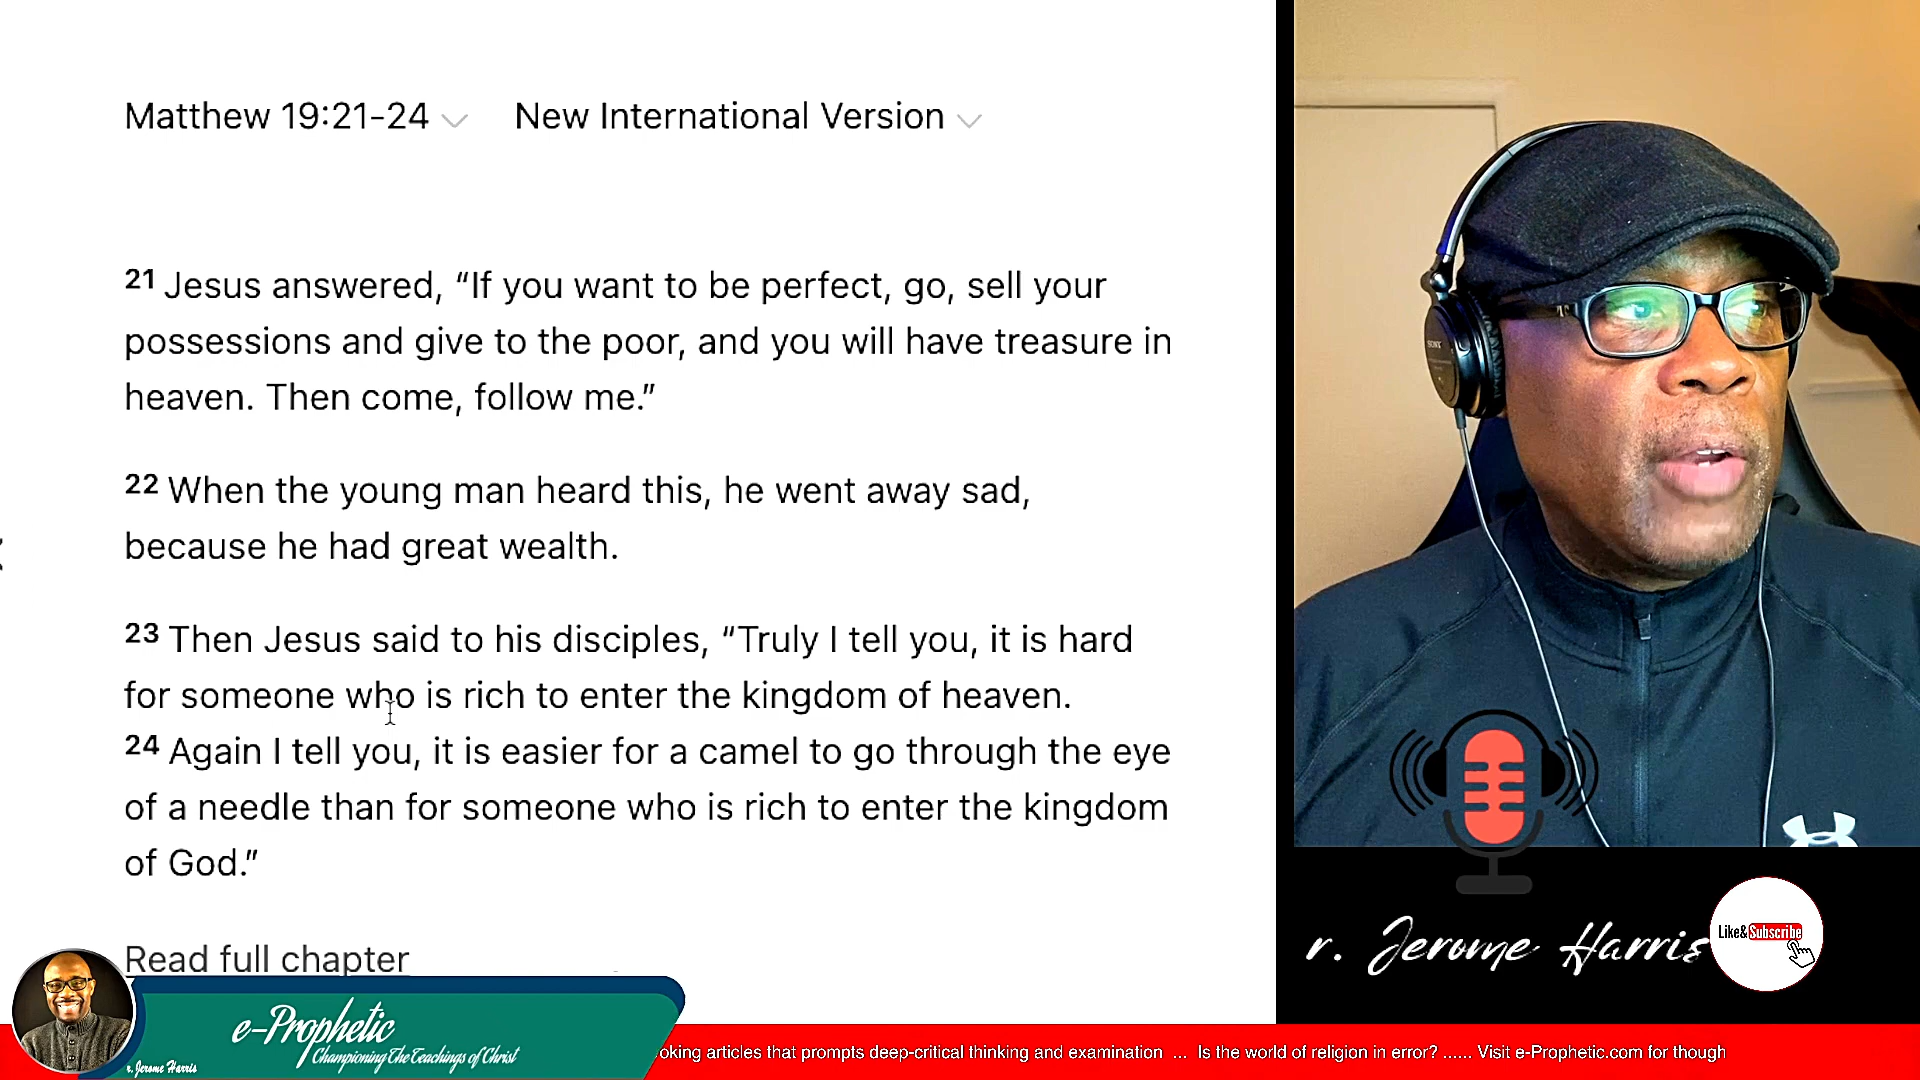 Matthew 19:21-24 New International Version
21 Jesus answered, “If you want to be perfect, go, sell your
possessions and give to the poor, and you will have treasure in
heaven. Then come, follow me.”
22 When the young man heard this, he went away sad,
because he had great wealth.
23 Then Jesus said to his disciples, “Truly I tell you, it is hard
for someone who is rich to enter the kingdom of heaven.
24 Again I tell you, it is easier for a camel to go through the eye
of a needle than for someone who is rich to enter the kingdom
of God.”
Read full chapter
SONY
r. Jerome Harris
Like& Subscribe
e-Prophetic
Championing The Teachings of Christ
r. Jerome Harris
oking articles that prompts deep-critical thinking and examination ... Is the world of religion in error? ...... Visit e-Prophetic.com for though